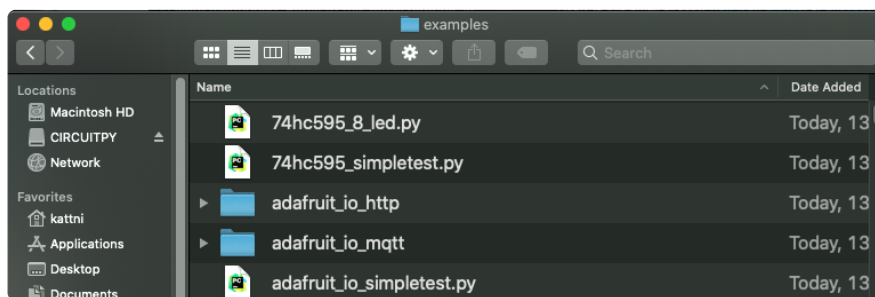 examples
Search
Locations
Macintosh HD
CIRCUITPY
Network
Favorites
kattni
Applications
Desktop
Documents
Name
Date Added
74hc595_8_led.py
Today, 13
74hc595_simpletest.py
Today, 13
adafruit_io_http
Today, 13
adafruit_io_mqtt
Today, 13
adafruit_io_simpletest.py
Today, 13